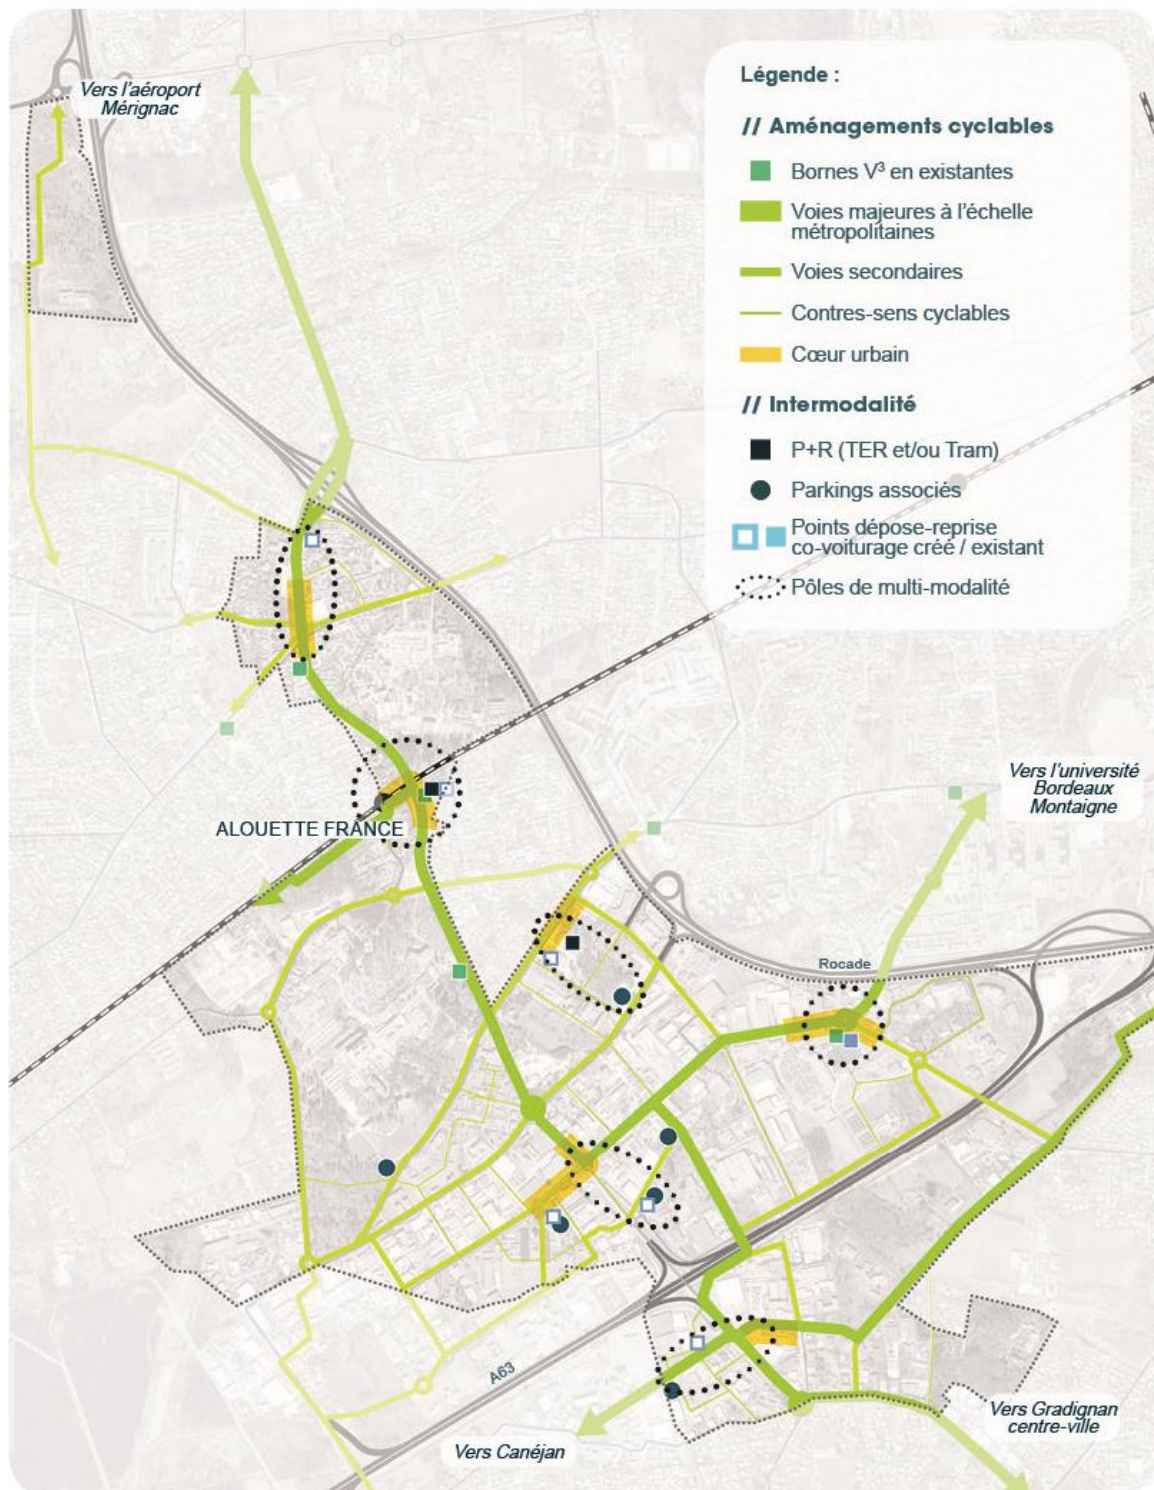 Vers l'aéroport
Mérignac
Légende :
// Aménagements cyclables
Bornes V³ en existantes
Voies majeures à l'échelle
métropolitaines
Voies secondaires
Contres-sens cyclables
Cœur urbain
// Intermodalité
P+R (TER et/ou Tram)
Parkings associés
Points dépose-reprise
co-voiturage créé / existant
Pôles de multi-modalité
Vers l'université
Bordeaux
Montaigne
ALOUETTE FRANCE
Rocade
A63
Vers Gradignan
centre-ville
Vers Canéjan